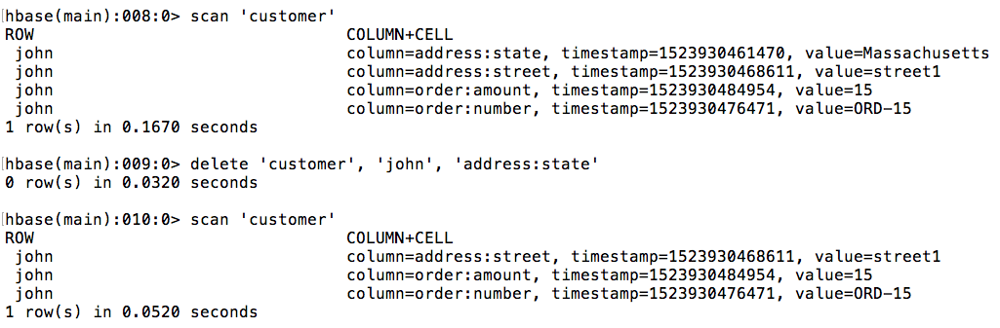 hbase(main):008:0> scan 'customer'
ROW COLUMN+CELL
john column=address:state, timestamp=1523930461470, value=Massachusetts
john column=address:street, timestamp=1523930468611, value=street1
john column=order:amount, timestamp=1523930484954, value=15
john column=order:number, timestamp=1523930476471, value=ORD-15
1 row(s) in 0.1670 seconds
hbase(main):009:0> delete 'customer', 'john', 'address:state'
0 row(s) in 0.0320 seconds
hbase(main):010:0> scan 'customer'
ROW COLUMN+CELL
john column=address:street, timestamp=1523930468611, value=street1
john column=order:amount, timestamp=1523930484954, value=15
john column=order:number, timestamp=1523930476471, value=ORD-15
1 row(s) in 0.0520 seconds